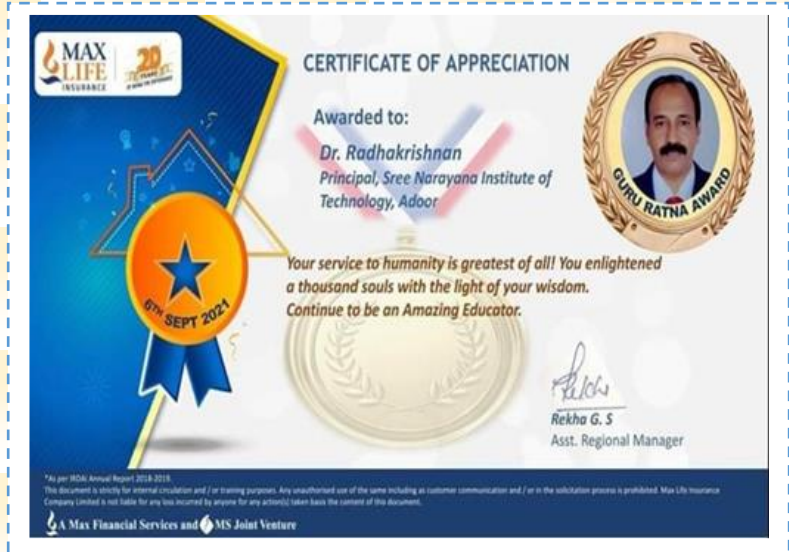 MAX
LIFE
INSURANCE
20
YEARS
CERTIFICATE OF APPRECIATION
Awarded to:
Dr. Radhakrishnan
Principal, Sree Narayana Institute of
Technology, Adoor
GURU RATNA AWARD
Your service to humanity is greatest of all! You enlightened
a thousand souls with the light of your wisdom.
Continue to be an Amazing Educator.
6TH SEPT 2021
Rekha G. S
Asst. Regional Manager
*As per IRDAI Annual Report 2018-2019.
This document is strictly for internal circulation and / or training purposes. Any unauthorised use of the same including as customer communication and / or in the solicitation process is prohibited. Max Life Insurance
Company Limited is not liable for any loss incurred by anyone for any action(s) taken basis the content of this document.
A Max Financial Services and MS Joint Venture